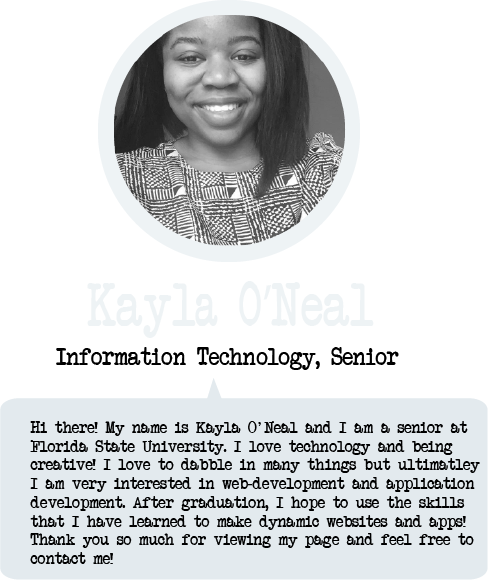 Kayla O'Neal
Information Technology, Senior
Hi there! My name is Kayla O'Neal and I am a senior at
Florida State University. I love technology and being
creative! I love to dabble in many things but ultimatley
I am very interested in web-development and application
development. After graduation, I hope to use the skills
that I have learned to make dynamic websites and apps!
Thank you so much for viewing my page and feel free to
contact me!